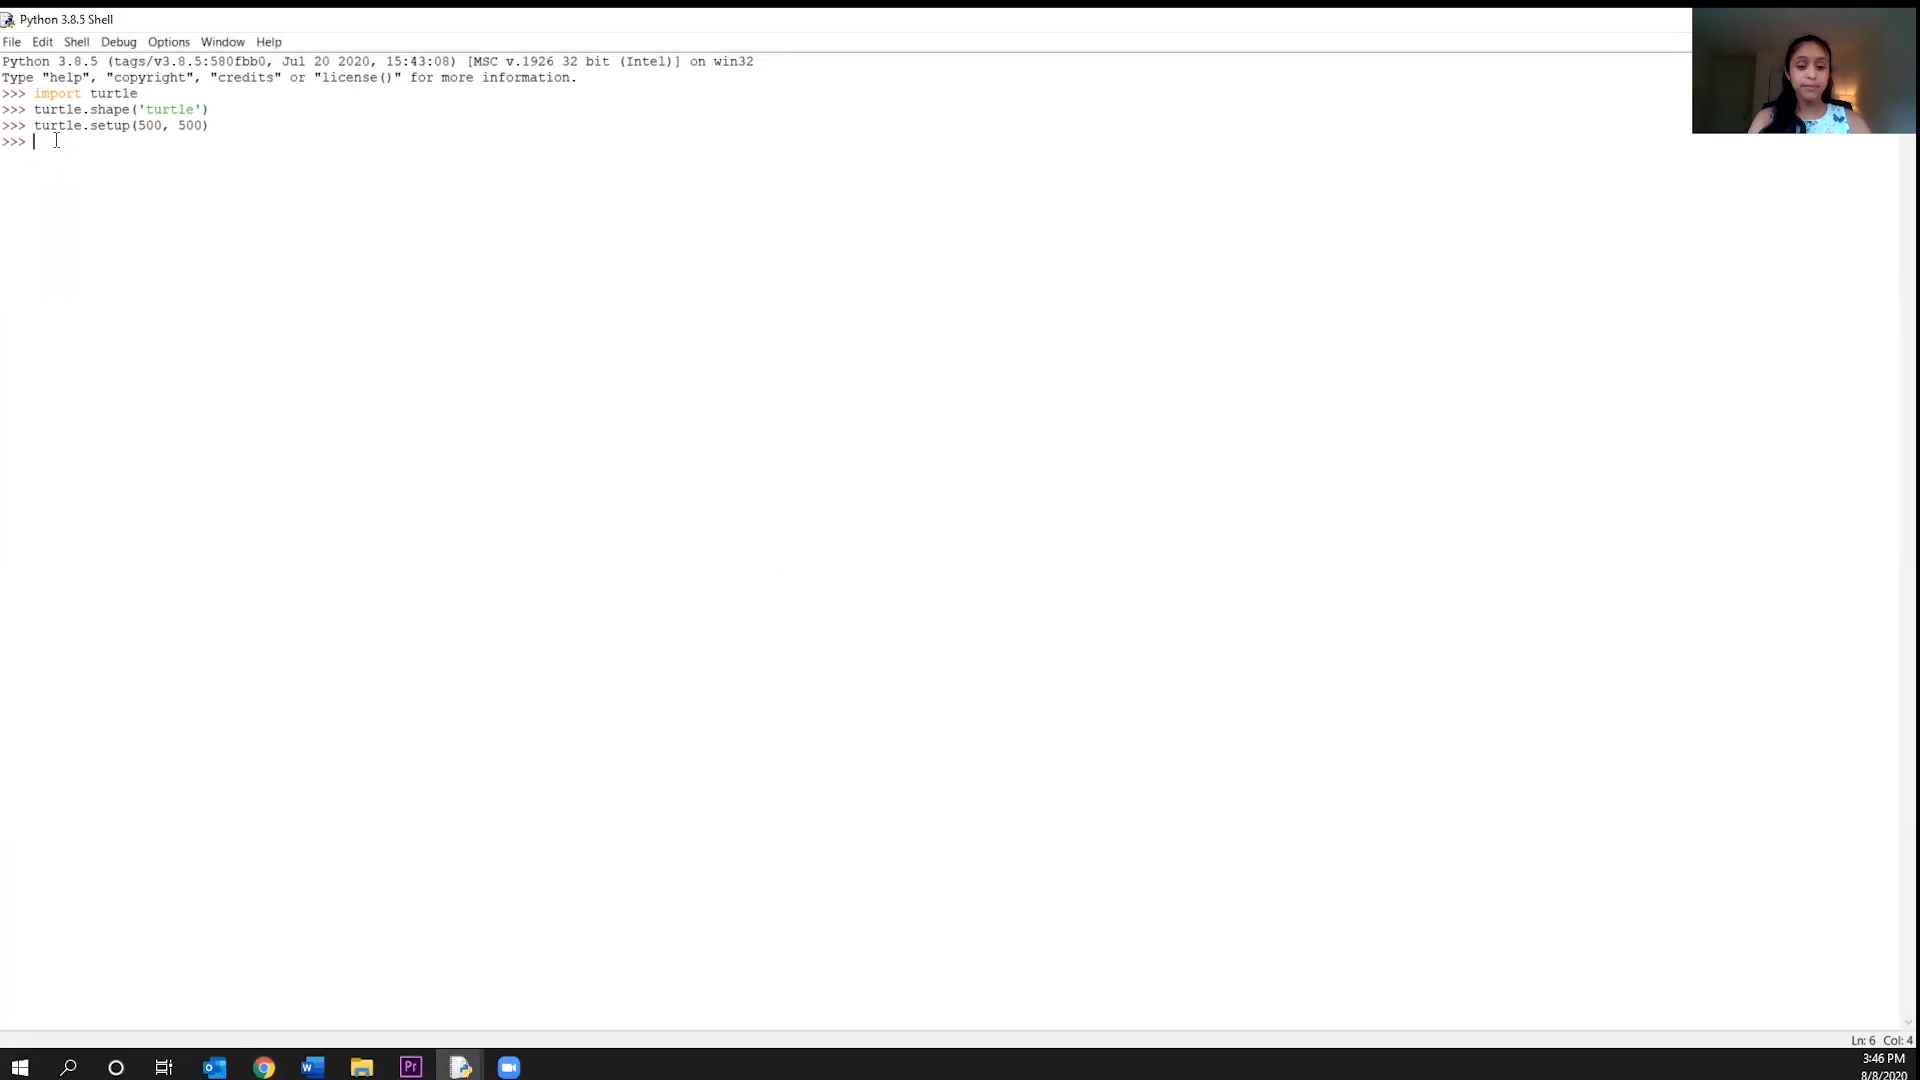 Python 3.8.5 Shell
File Edit Shell Debug Options Window Help
Python 3.8.5 (tags/v3.8.5:580fbb0, Jul 20 2020, 15:43:08) [MSC v.1926 32 bit (Intel)] on win32
Type "help", "copyright", "credits" or "license()" for more information.
>>> import turtle
>>> turtle.shape('turtle')
>>> turtle.setup(500, 500)
>>>
Ln: 6 Col: 4
Pr
3:46 PM
8/8/2020